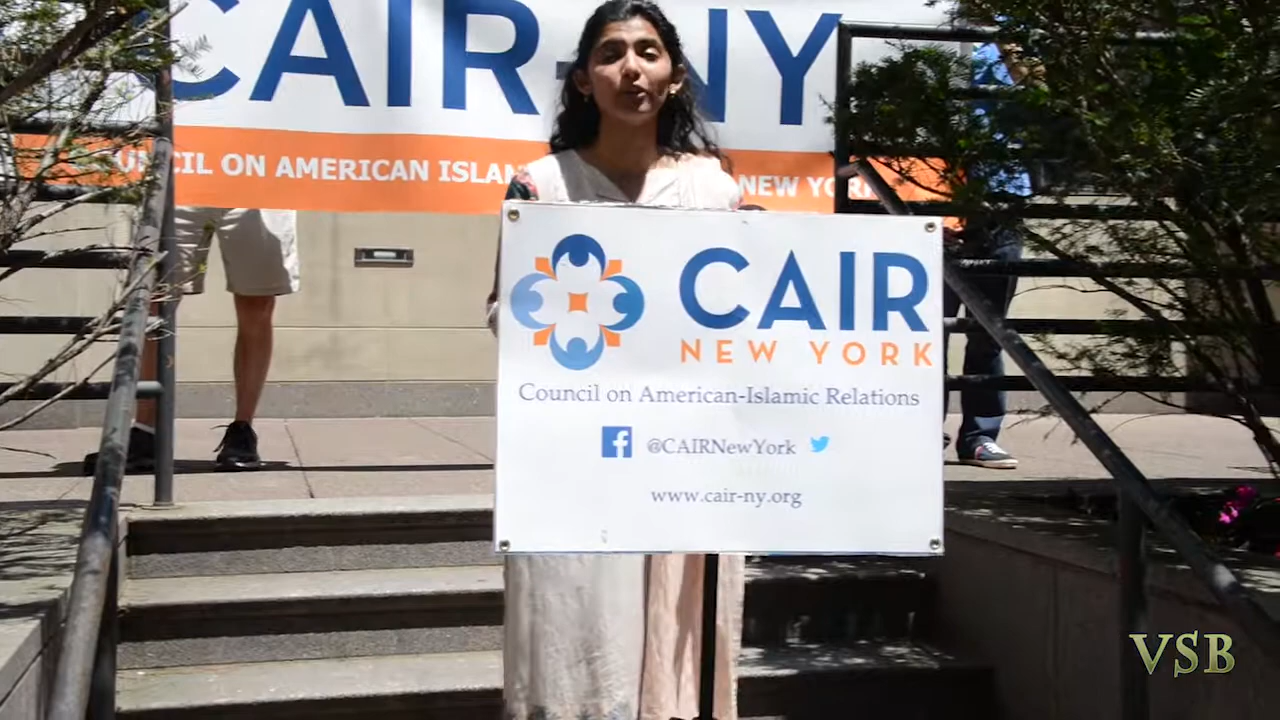 CAIR-NY
COUNCIL ON AMERICAN ISLAM NEW YORK
CAIR
NEW YORK
Council on American-Islamic Relations
@CAIRNewYork
www.cair-ny.org
VSB